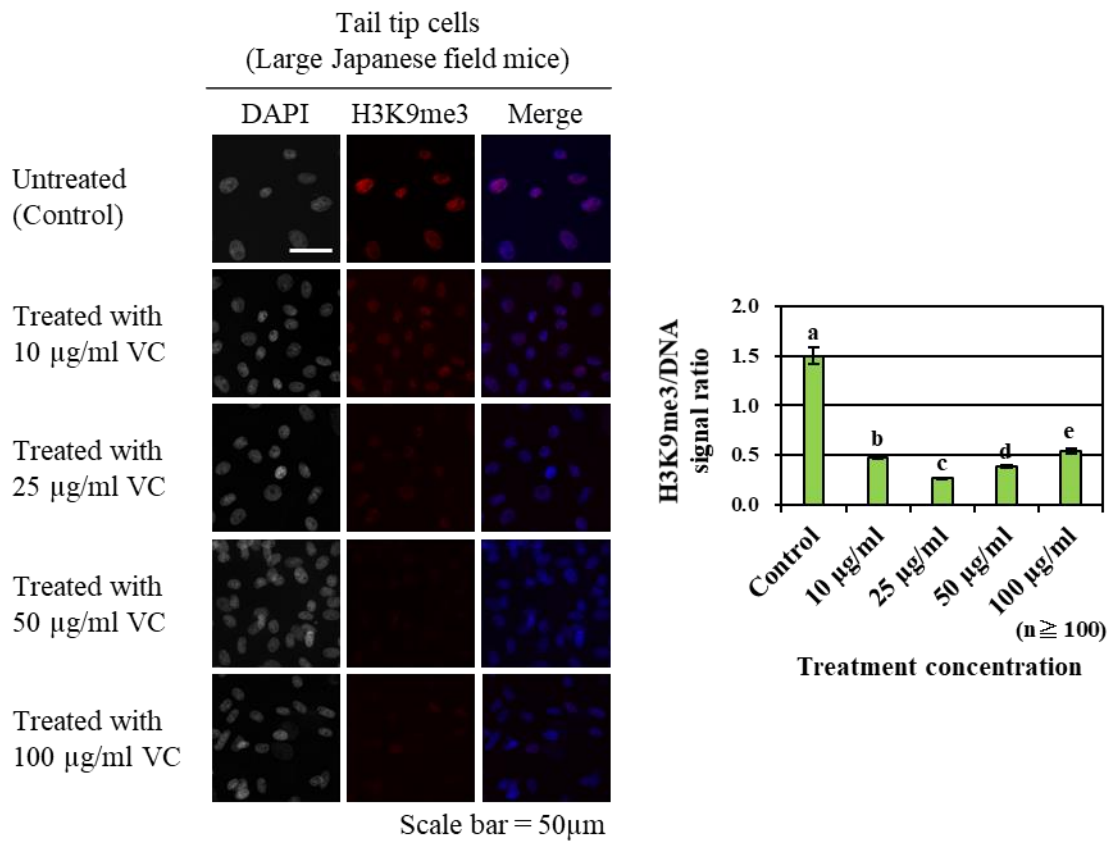 Tail tip cells
(Large Japanese field mice)
DAPI H3K9me3 Merge
Untreated
(Control)
Treated with
10 µg/ml VC
Treated with
25 µg/ml VC
Treated with
50 µg/ml VC
Treated with
100 µg/ml VC
Scale bar = 50µm
H3K9me3/DNA
signal ratio
2.0
1.5
1.0
0.5
0.0
a
b
c
d
e
Control
10 µg/ml
25 µg/ml
50 µg/ml
100 µg/ml
(n≧100)
Treatment concentration